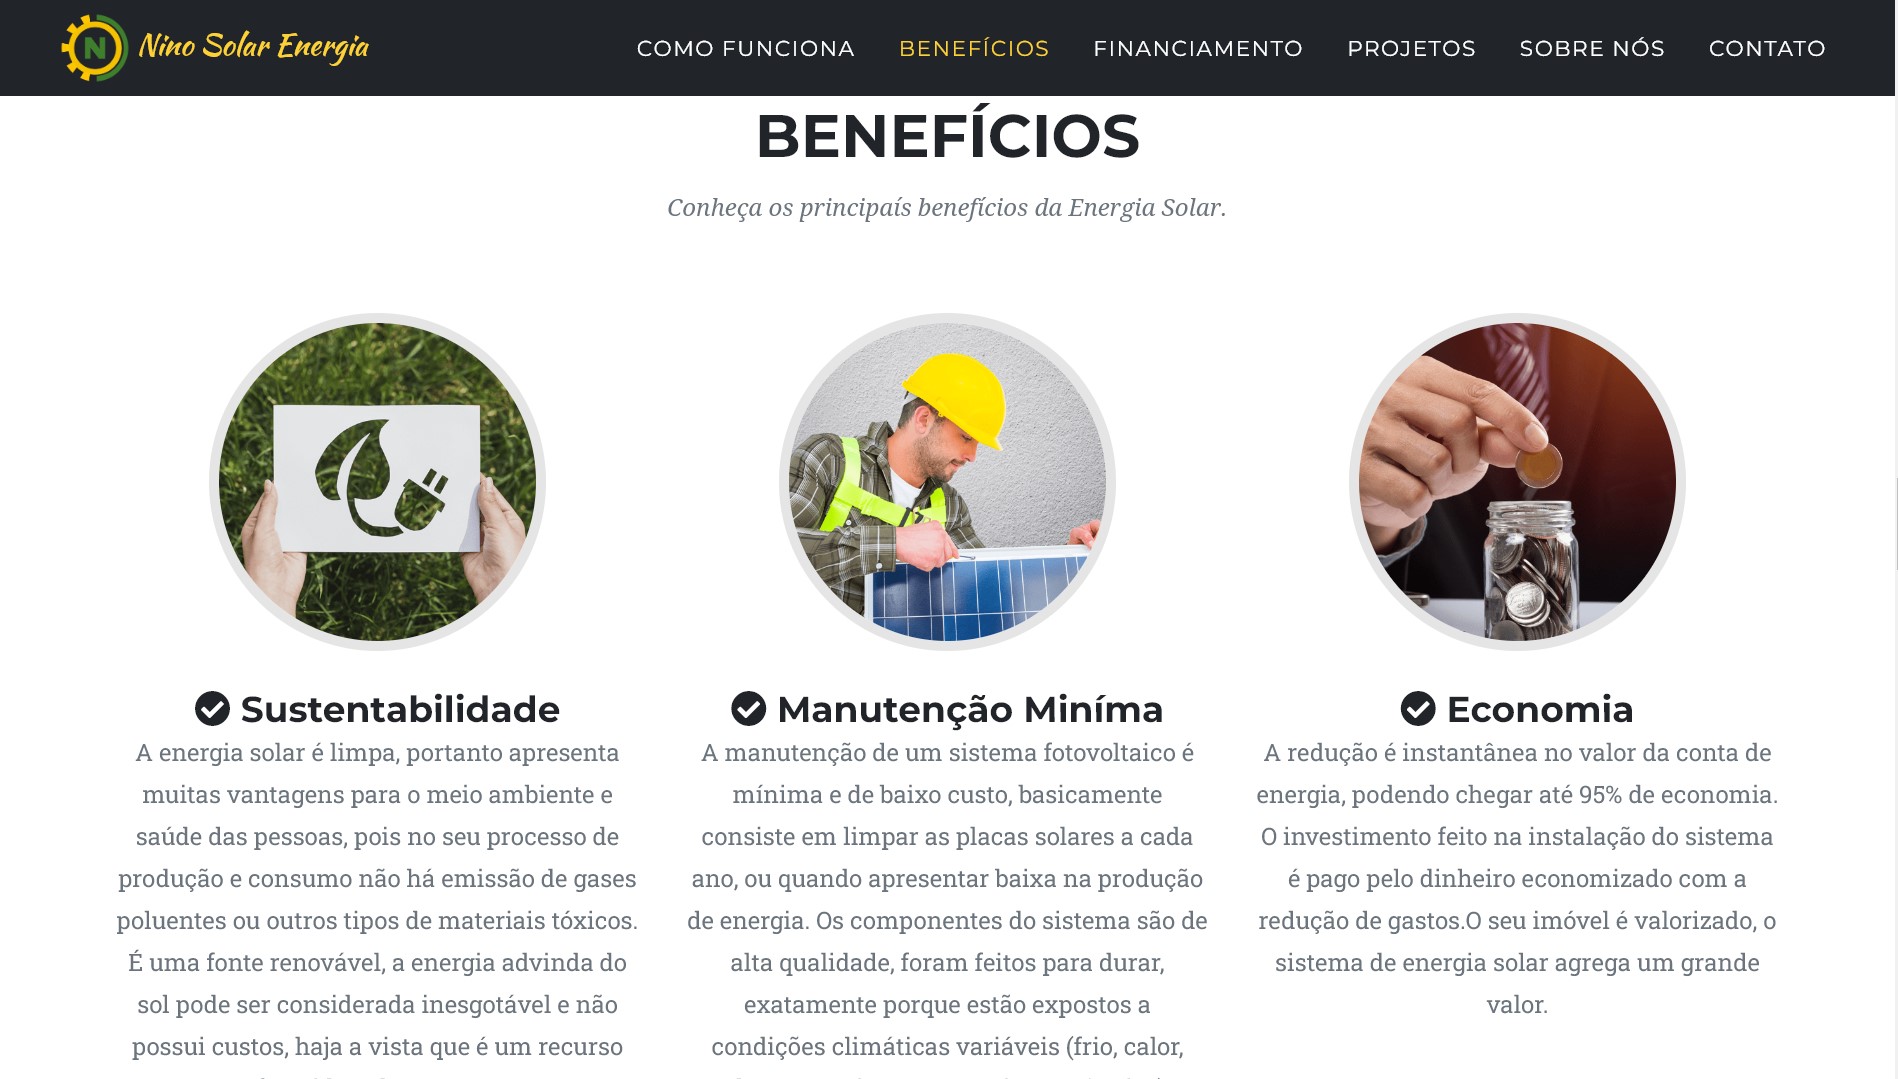 N
Nino Solar Energia
COMO FUNCIONA BENEFÍCIOS FINANCIAMENTO PROJETOS SOBRE NÓS CONTATO
BENEFÍCIOS
Conheça os principaís benefícios da Energia Solar.
Sustentabilidade
A energia solar é limpa, portanto apresenta
muitas vantagens para o meio ambiente e
saúde das pessoas, pois no seu processo de
produção e consumo não há emissão de gases
poluentes ou outros tipos de materiais tóxicos.
É uma fonte renovável, a energia advinda do
sol pode ser considerada inesgotável e não
possui custos, haja a vista que é um recurso
Manutenção Miníma
A manutenção de um sistema fotovoltaico é
mínima e de baixo custo, basicamente
consiste em limpar as placas solares a cada
ano, ou quando apresentar baixa na produção
de energia. Os componentes do sistema são de
alta qualidade, foram feitos para durar,
exatamente porque estão expostos a
condições climáticas variáveis (frio, calor,
Economia
A redução é instantânea no valor da conta de
energia, podendo chegar até 95% de economia.
O investimento feito na instalação do sistema
é pago pelo dinheiro economizado com a
redução de gastos.O seu imóvel é valorizado, o
sistema de energia solar agrega um grande
valor.